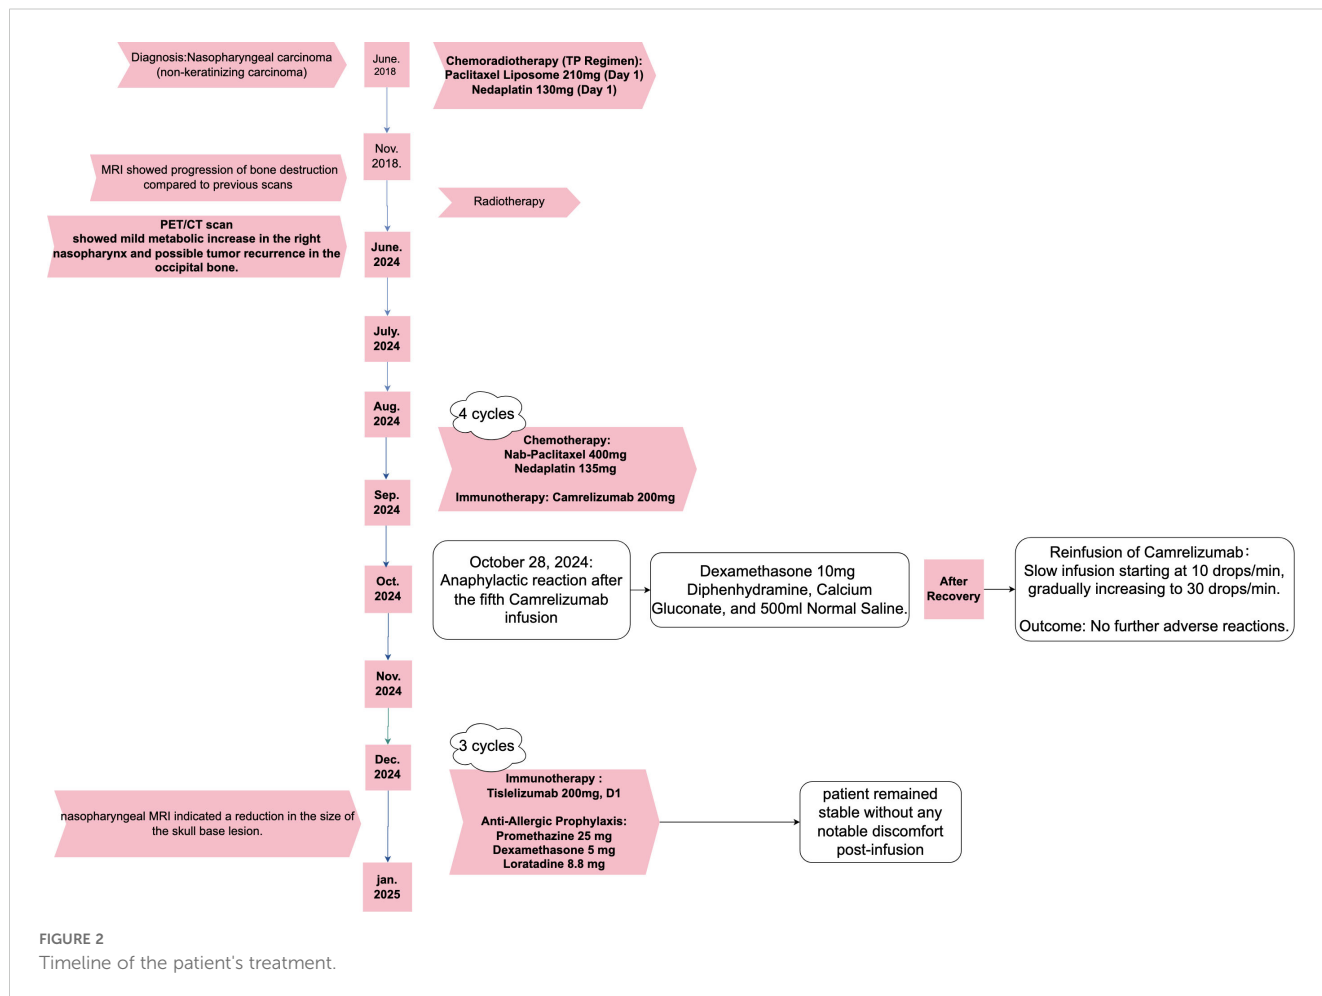 Diagnosis:Nasopharyngeal carcinoma
(non-keratinizing carcinoma)
June.
2018
Chemoradiotherapy (TP Regimen):
Paclitaxel Liposome 210mg (Day 1)
Nedaplatin 130mg (Day 1)
Nov.
2018.
MRI showed progression of bone destruction
compared to previous scans
Radiotherapy
PET/CT scan
showed mild metabolic increase in the right
nasopharynx and possible tumor recurrence in the
occipital bone.
June.
2024
July.
2024
Aug.
2024
4 cycles
Chemotherapy:
Nab-Paclitaxel 400mg
Nedaplatin 135mg
Immunotherapy: Camrelizumab 200mg
Sep.
2024
Oct.
2024
October 28, 2024:
Anaphylactic reaction after
the fifth Camrelizumab
infusion
Dexamethasone 10mg
Diphenhydramine, Calcium
Gluconate, and 500ml Normal Saline.
After
Recovery
Reinfusion of Camrelizumab:
Slow infusion starting at 10 drops/min,
gradually increasing to 30 drops/min.
Outcome: No further adverse reactions.
Nov.
2024
Dec.
2024
3 cycles
Immunotherapy :
Tislelizumab 200mg, D1
Anti-Allergic Prophylaxis:
Promethazine 25 mg
Dexamethasone 5 mg
Loratadine 8.8 mg
patient remained
stable without any
notable discomfort
post-infusion
nasopharyngeal MRI indicated a reduction in the size of
the skull base lesion.
jan.
2025
FIGURE 2
Timeline of the patient's treatment.